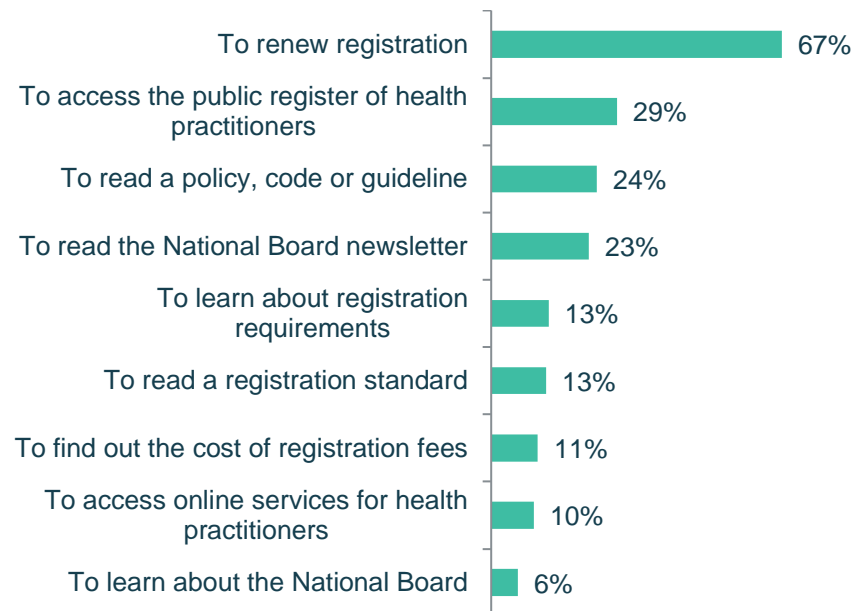 To renew registration
67%
To access the public register of health
practitioners
29%
To read a policy, code or guideline
24%
To read the National Board newsletter
23%
To learn about registration
requirements
13%
To read a registration standard
13%
To find out the cost of registration fees
11%
To access online services for health
practitioners
10%
To learn about the National Board
6%